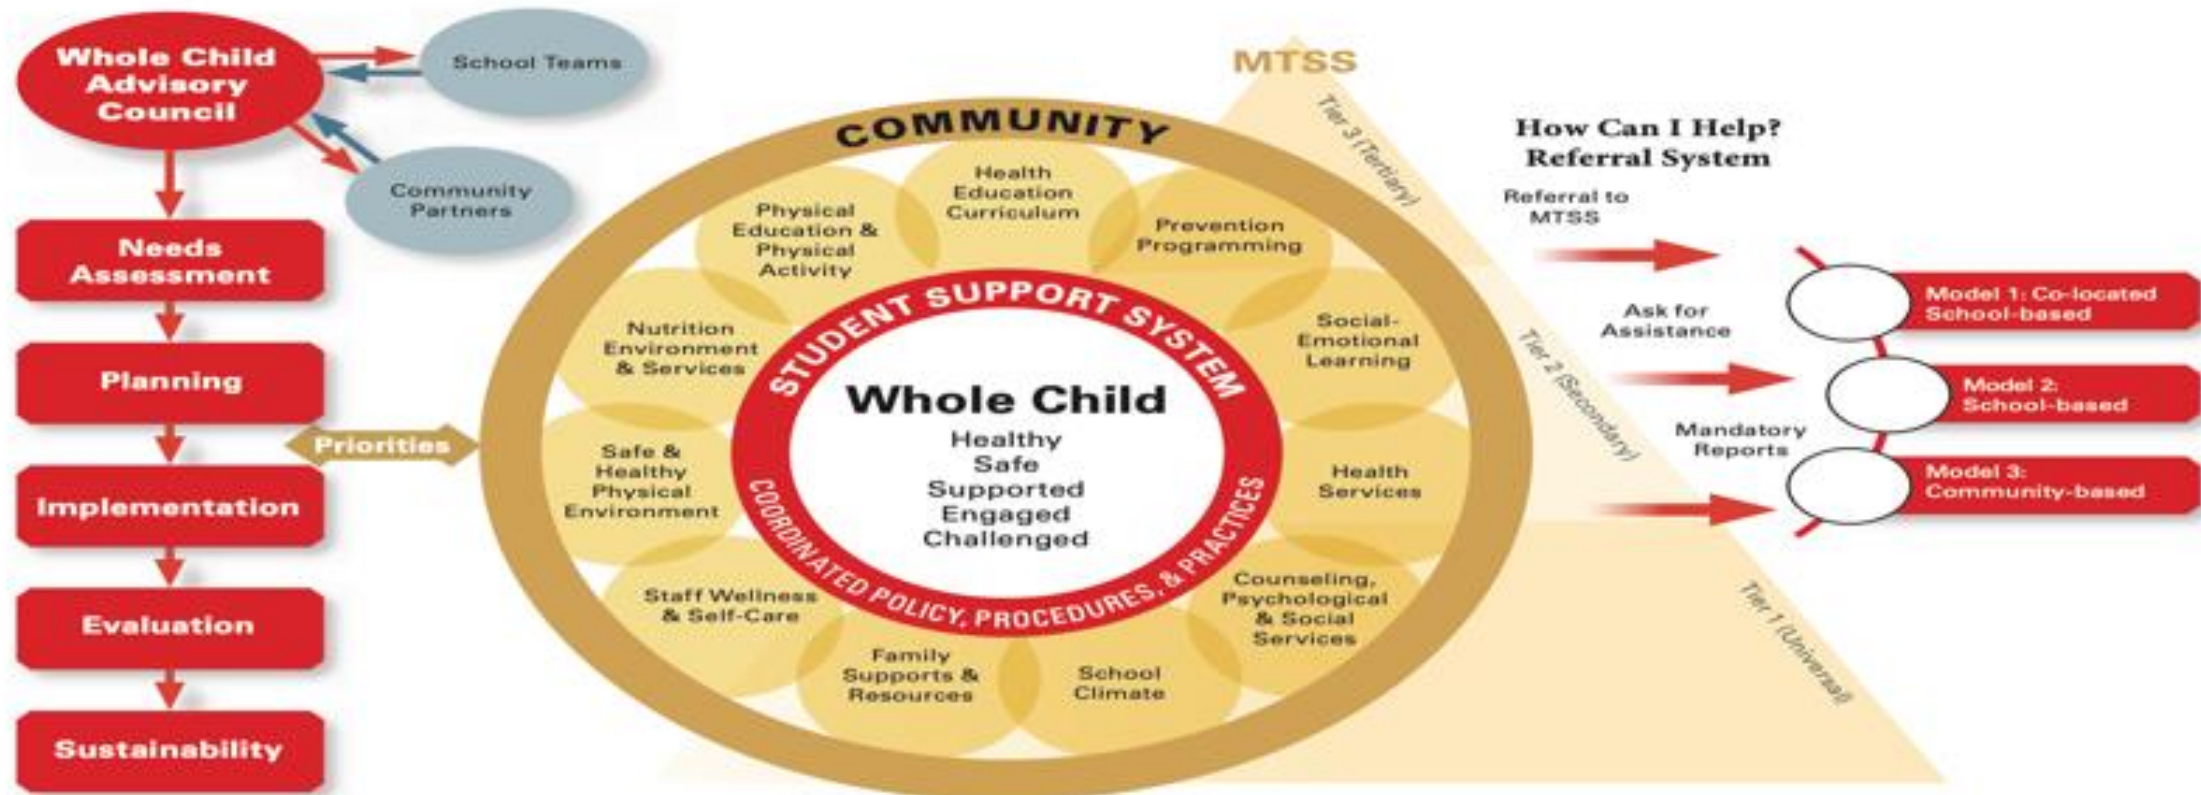 Whole Child
Advisory
Council
School Teams
Community
Partners
Needs
Assessment
Planning
Implementation
Evaluation
Sustainability
Priorities
COMMUNITY
Health
Education
Curriculum
Prevention
Programming
Social-
Emotional
Learning
Health
Services
Counseling,
Psychological
& Social
Services
School
Climate
Family
Supports &
Resources
Staff Wellness
& Self-Care
Safe &
Healthy
Physical
Environment
Nutrition
Environment
& Services
Physical
Education &
Physical
Activity
STUDENT SUPPORT SYSTEM
COORDINATED POLICY, PROCEDURES, & PRACTICES
Whole Child
Healthy
Safe
Supported
Engaged
Challenged
MTSS
Tier 3 (Tertiary)
Tier 2 (Secondary)
Tier 1 (Universal)
How Can I Help?
Referral System
Referral to
MTSS
Ask for
Assistance
Mandatory
Reports
Model 1: Co-located
School-based
Model 2:
School-based
Model 3:
Community-based